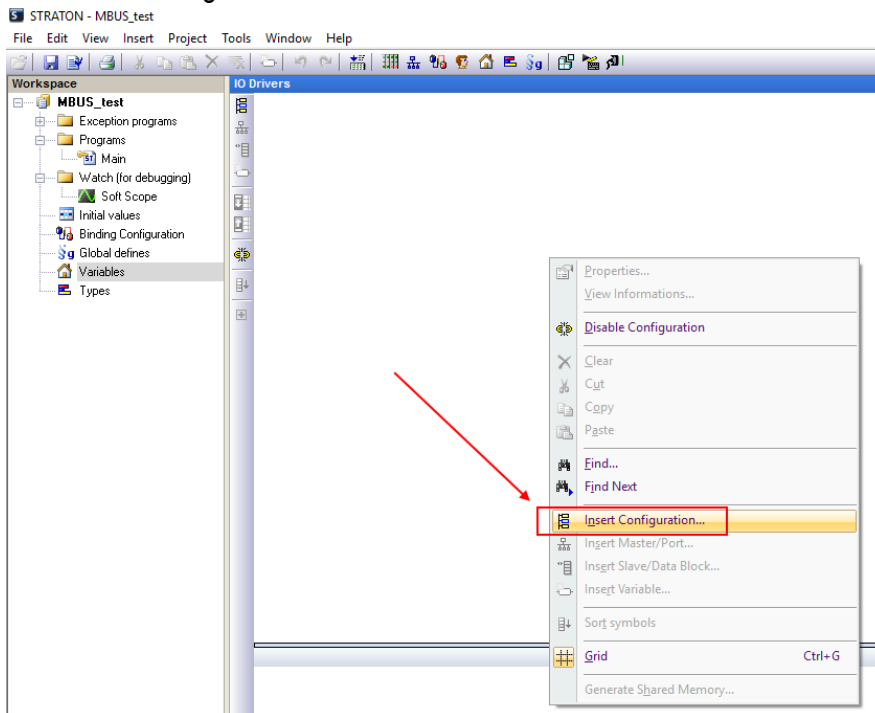 STRATON - MBUS_test
File Edit View Insert Project Tools Window Help
Workspace
MBUS_test
Exception programs
Programs
Main
Watch (for debugging)
Soft Scope
Initial values
Binding Configuration
Global defines
Variables
Types
IO Drivers
Properties...
View Informations...
Disable Configuration
Clear
Cut
Copy
Paste
Find...
Find Next
Insert Configuration...
Insert Master/Port...
Insert Slave/Data Block...
Insert Variable...
Sort symbols
Grid Ctrl+G
Generate Shared Memory...